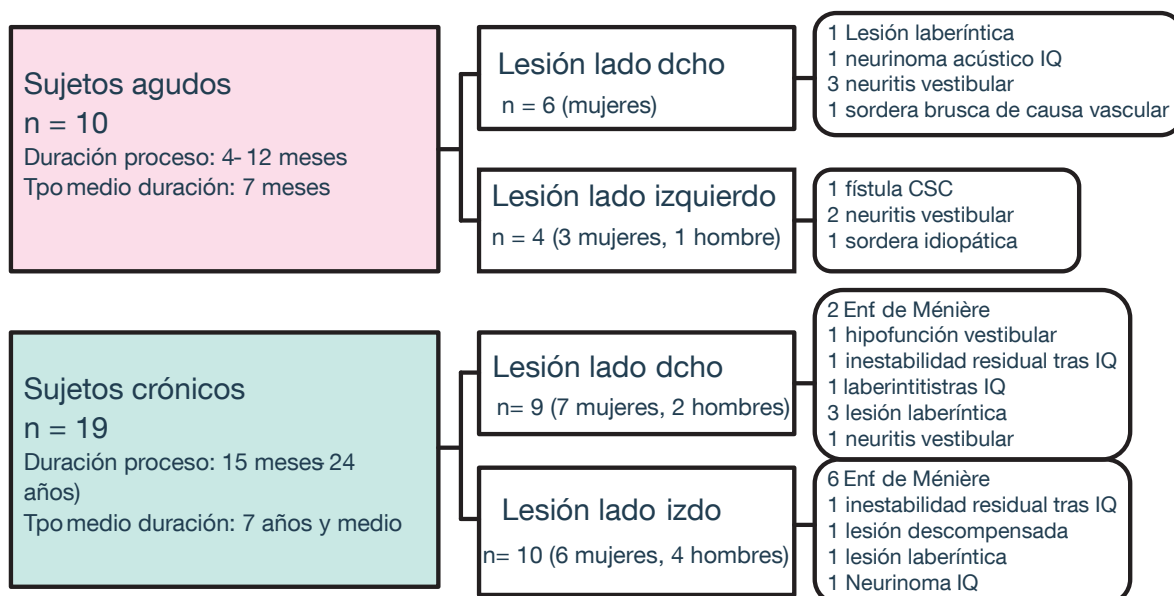 Sujetos agudos
n = 10
Duración proceso: 4- 12 meses
Tpo medio duración: 7 meses
Lesión lado dcho
n = 6 (mujeres)
1 Lesión laberíntica
1 neurinoma acústico IQ
3 neuritis vestibular
1 sordera brusca de causa vascular
Lesión lado izquierdo
n = 4 (3 mujeres, 1 hombre)
1 fístula CSC
2 neuritis vestibular
1 sordera idiopática
Sujetos crónicos
n = 19
Duración proceso: 15 meses- 24
años)
Tpo medio duración: 7 años y medio
Lesión lado dcho
n= 9 (7 mujeres, 2 hombres)
2 Enf. de Ménière
1 hipofunción vestibular
1 inestabilidad residual tras IQ
1 laberintitistras IQ
3 lesión laberíntica
1 neuritis vestibular
Lesión lado izdo
n= 10 (6 mujeres, 4 hombres)
6 Enf. de Ménière
1 inestabilidad residual tras IQ
1 lesión descompensada
1 lesión laberíntica
1 Neurinoma IQ